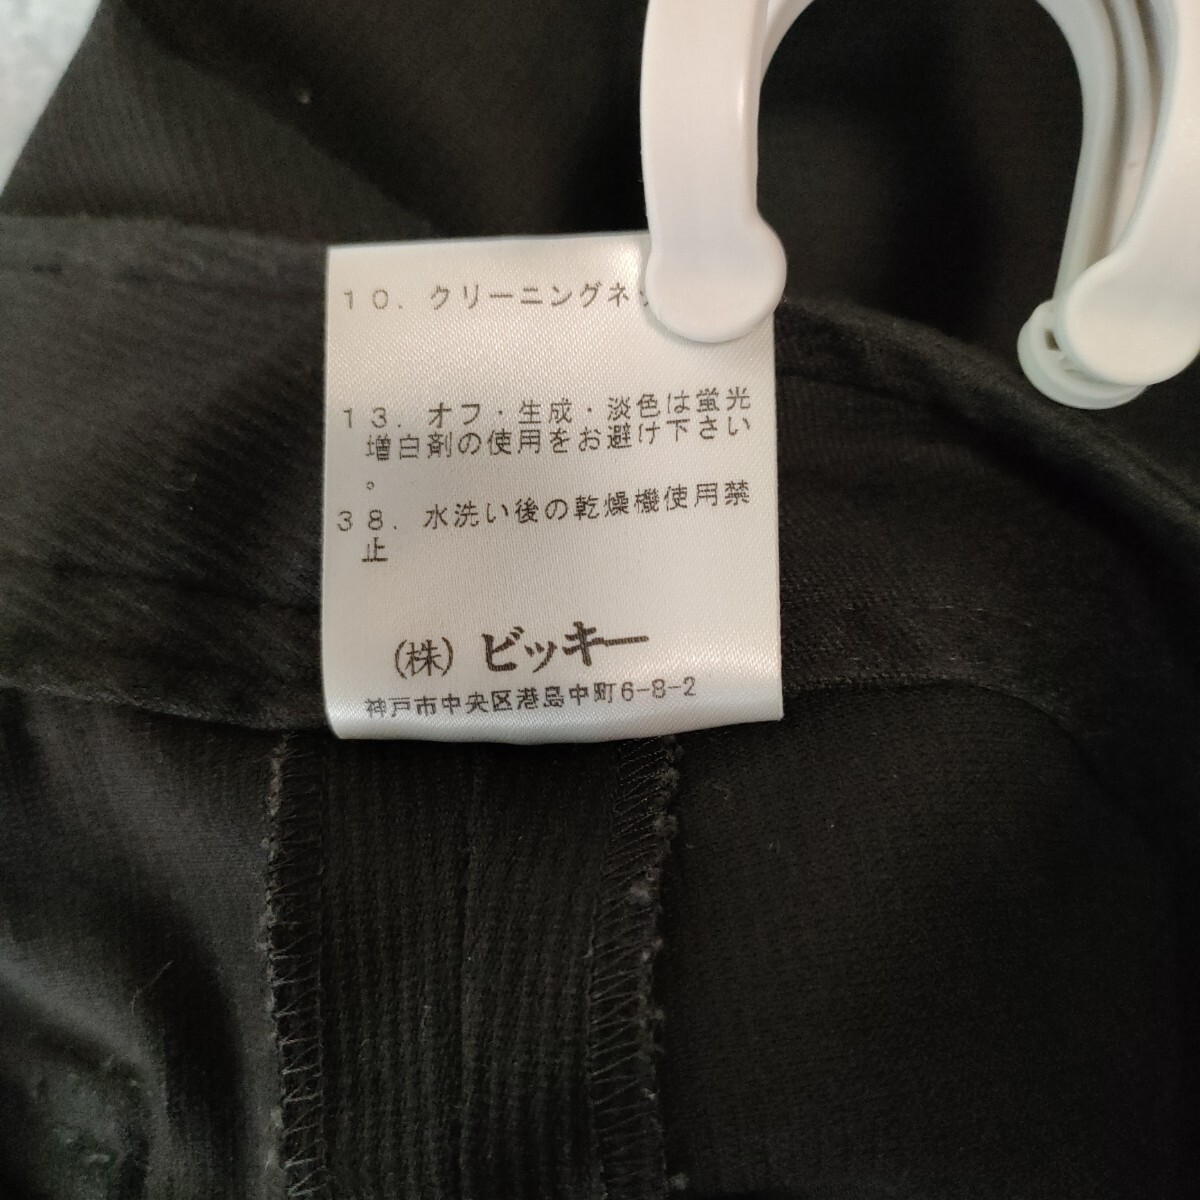 10. クリーニングネッ
13. オフ・生成・淡色は蛍光
増白剤の使用をお避け下さい
。
38. 水洗い後の乾燥機使用禁
止
(株) ビッキー
神戸市中央区港島中町6-8-2